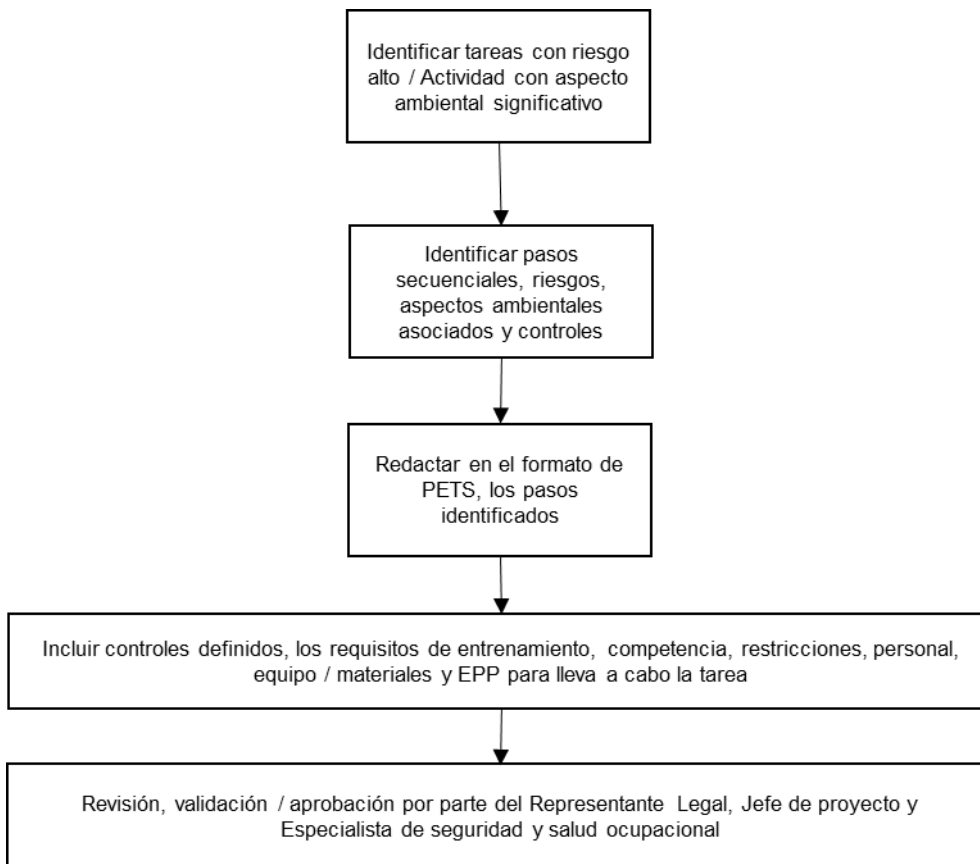 Identificar tareas con riesgo
alto / Actividad con aspecto
ambiental significativo
Identificar pasos
secuenciales, riesgos,
aspectos ambientales
asociados y controles
Redactar en el formato de
PETS, los pasos
identificados
Incluir controles definidos, los requisitos de entrenamiento, competencia, restricciones, personal,
equipo / materiales y EPP para lleva a cabo la tarea
Revisión, validación / aprobación por parte del Representante Legal, Jefe de proyecto y
Especialista de seguridad y salud ocupacional